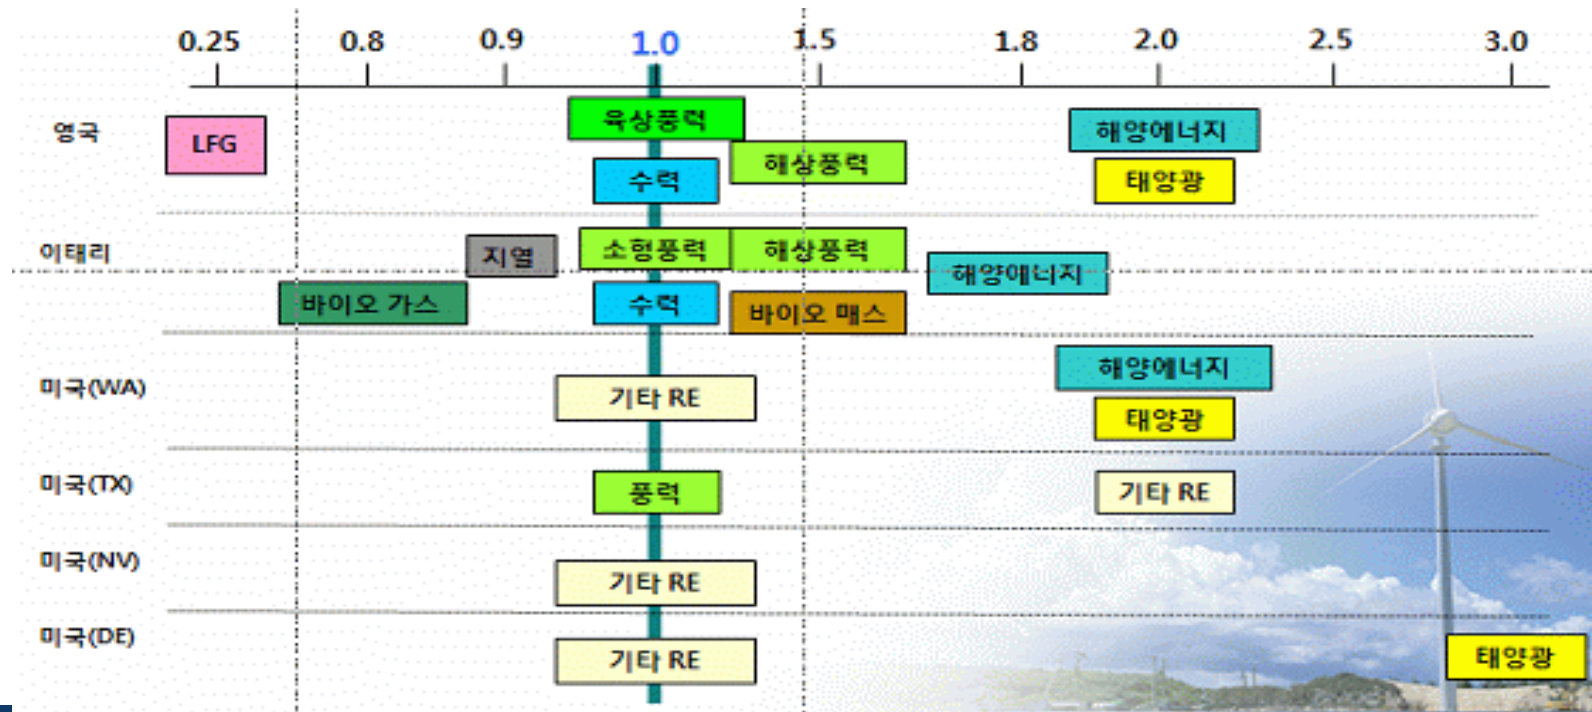 0.25 0.8 0.9 1.0 1.5 1.8 2.0 2.5 3.0
영국
LFG
육상풍력
수력
해상풍력
해양에너지
태양광
이태리
바이오 가스
지열
소형풍력
해상풍력
수력
바이오 매스
해양에너지
미국(WA)
기타 RE
해양에너지
태양광
미국(TX)
풍력
기타 RE
미국(NV)
기타 RE
미국(DE)
기타 RE
태양광